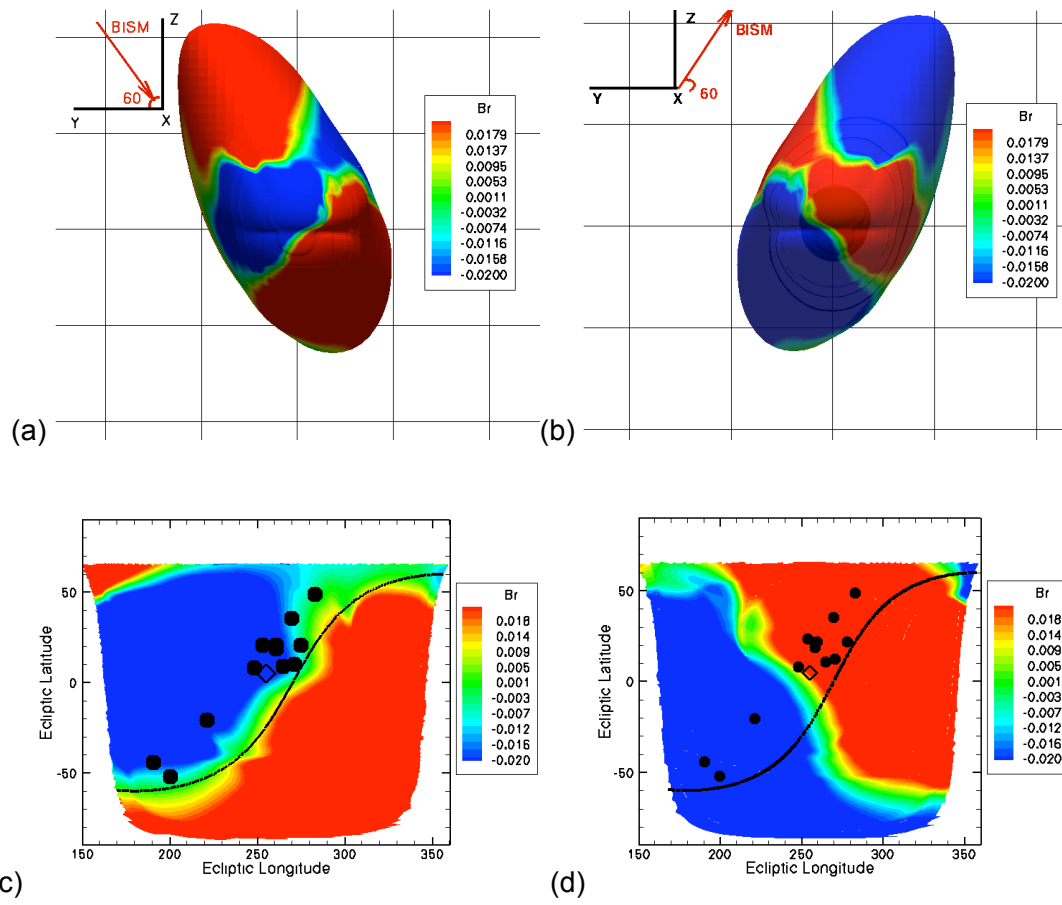 BISM
Z
60
Y
X
Br
0.0179
0.0137
0.0095
0.0053
0.0011
-0.0032
-0.0074
-0.0116
-0.0158
-0.0200
(a)
BISM
Z
Y
X
60
Br
0.0179
0.0137
0.0095
0.0053
0.0011
-0.0032
-0.0074
-0.0116
-0.0158
-0.0200
(b)
Ecliptic Latitude
50
0
-50
150
200
250
300
350
Ecliptic Longitude
Br
0.018
0.014
0.009
0.005
0.001
-0.003
-0.007
-0.012
-0.016
-0.020
c)
Ecliptic Latitude
50
0
-50
150
200
250
300
350
Ecliptic Longitude
Br
0.018
0.014
0.009
0.005
0.001
-0.003
-0.007
-0.012
-0.016
-0.020
(d)